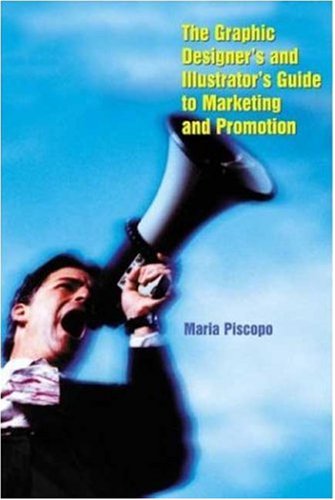 The Graphic
Designer's and
Illustrator's Guide
to Marketing
and Promotion
Maria Piscopo